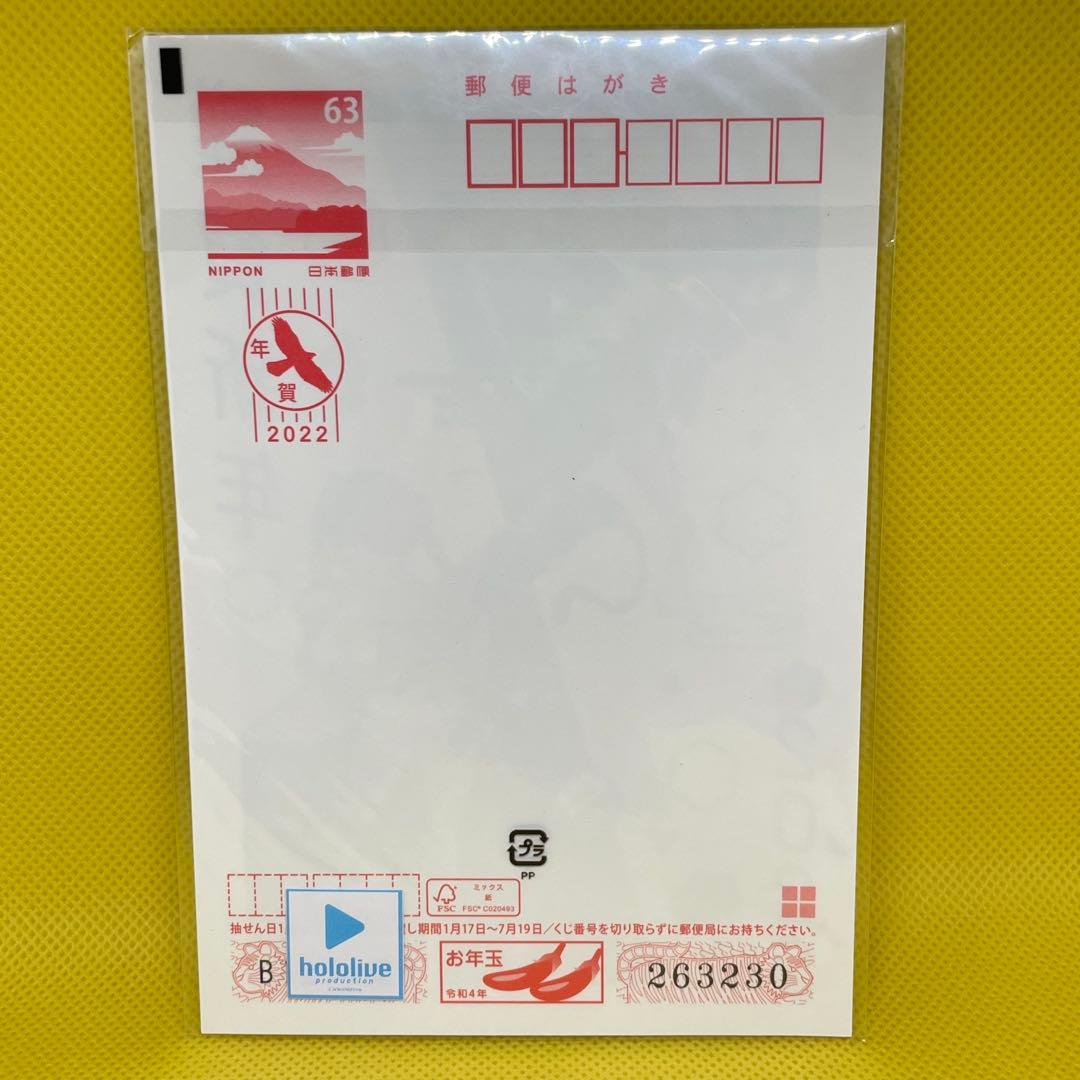 郵便はがき
63
NIPPON 日本郵便
年
賀
2022
プラ
PP
FSC
ミックス
紙
FSC® C020493
抽せん日1
し期間1月17日～7月19日／くじ番号を切り取らずに郵便局にお持ちください。
B
hololive
production
お年玉
令和4年
263230